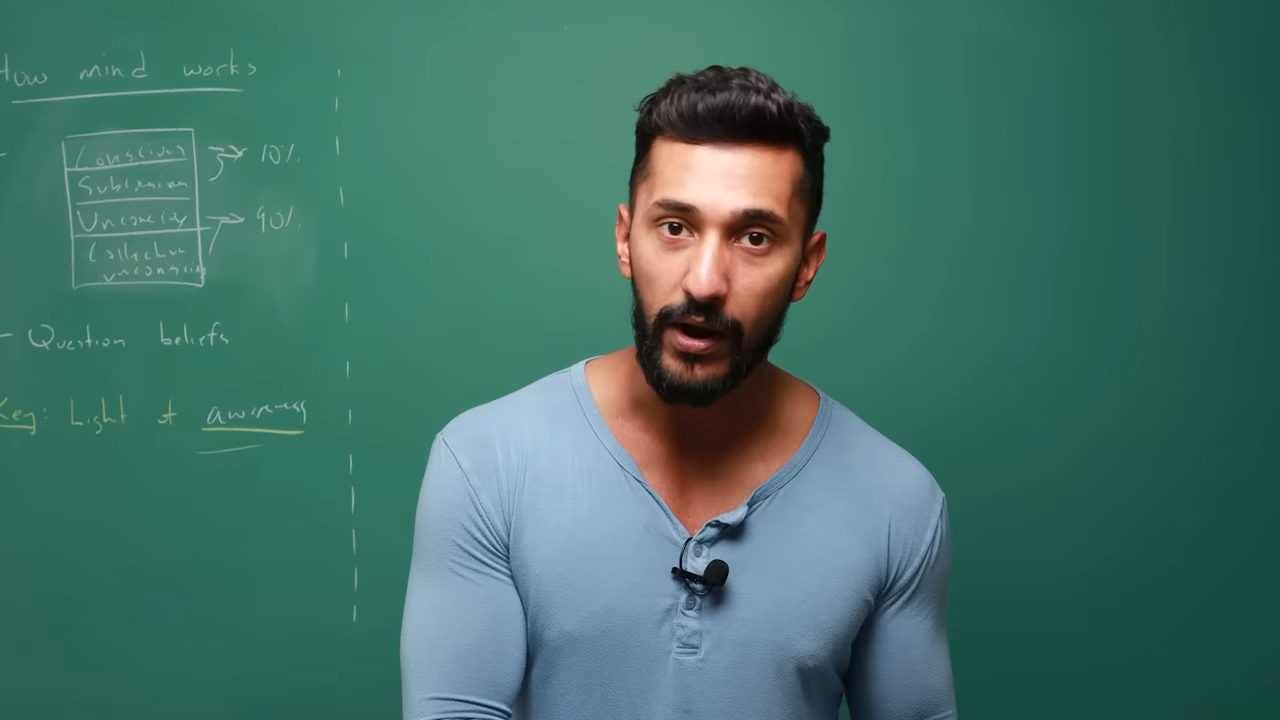 How mind works
Conscious
→ 10%
Subconscious
Unconscious
→ 90%
Collective
unconscious
- Question beliefs
Key: Light of awareness